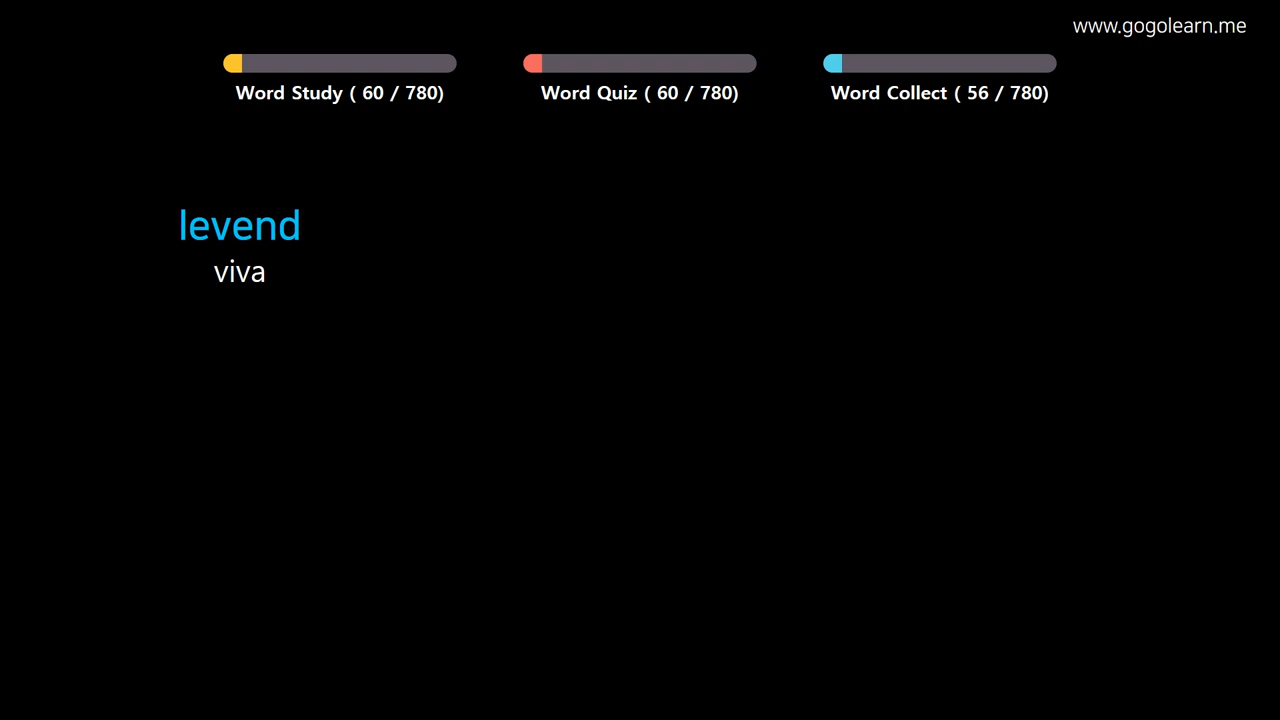 www.gogolearn.me
Word Study ( 60 / 780)
Word Quiz ( 60 / 780)
Word Collect ( 56 / 780)
levend
viva